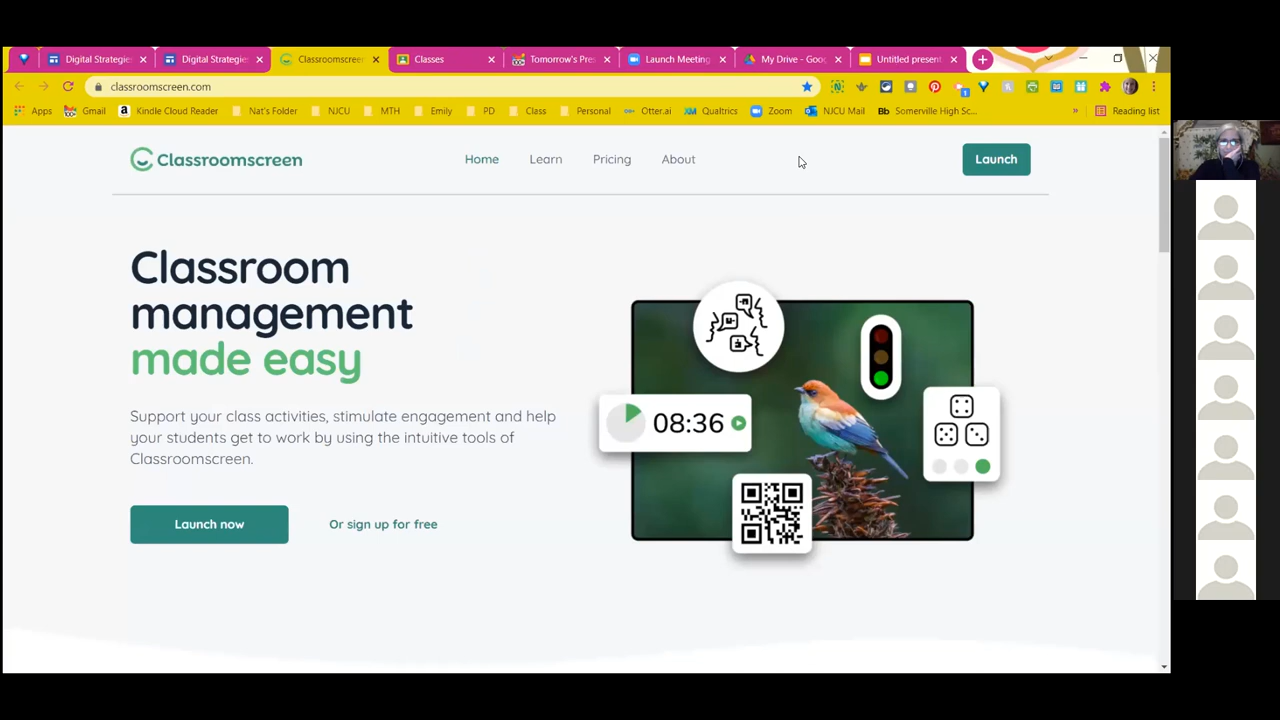 Digital Strategie
Digital Strategie
Classroomscreen
Classes
Tomorrow's Pres
Launch Meeting
My Drive - Goog
Untitled present
classroomscreen.com
Apps
Gmail
Kindle Cloud Reader
Nat's Folder
NJCU
MTH
Emily
PD
Class
Personal
Otter.ai
Qualtrics
Zoom
NJCU Mail
Bb Somerville High Sc...
»
Reading list
Classroomscreen
Home
Learn
Pricing
About
Launch
Classroom
management
made easy
Support your class activities, stimulate engagement and help
your students get to work by using the intuitive tools of
Classroomscreen.
08:36
Launch now
Or sign up for free